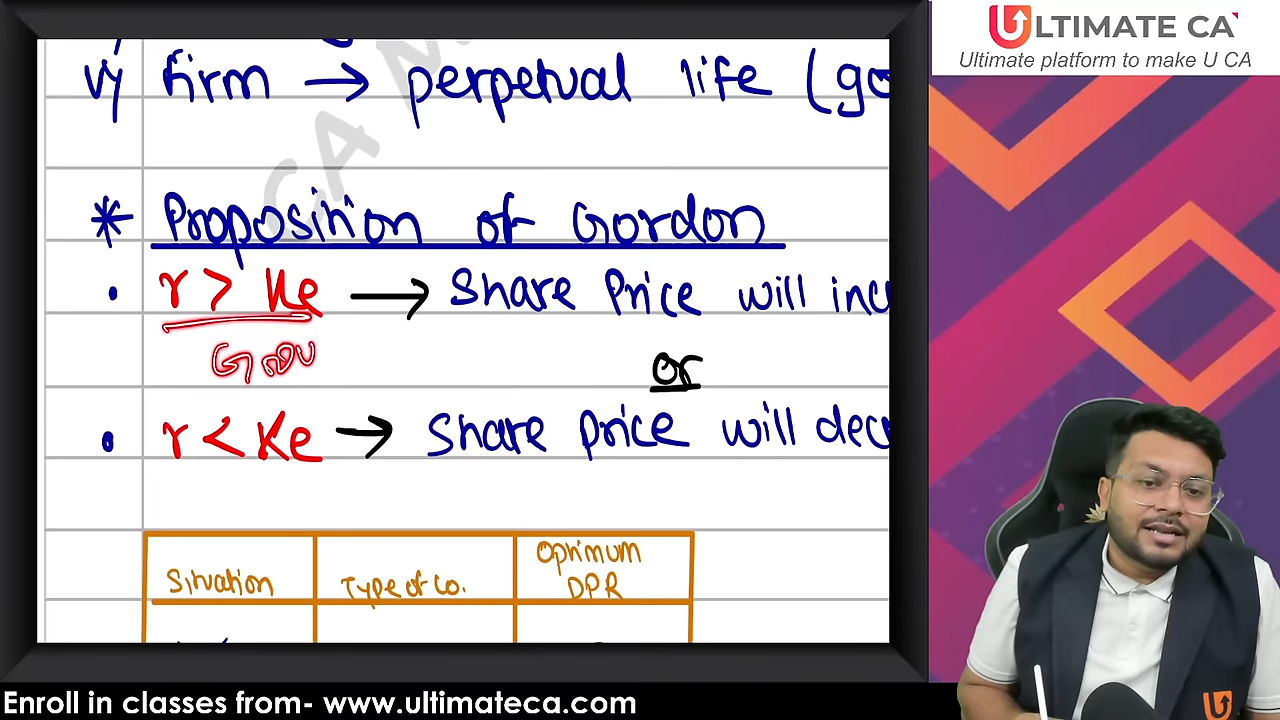 v) firm → perpetual life (go
CA M
* Proposition of Gordon
• r > Ke → Share Price will inc
Grow
or
• r < Ke → Share price will dec
Situation
Type of Co.
Optimum
DPR
ULTIMATE CA
Ultimate platform to make U CA
Enroll in classes from- www.ultimateca.com